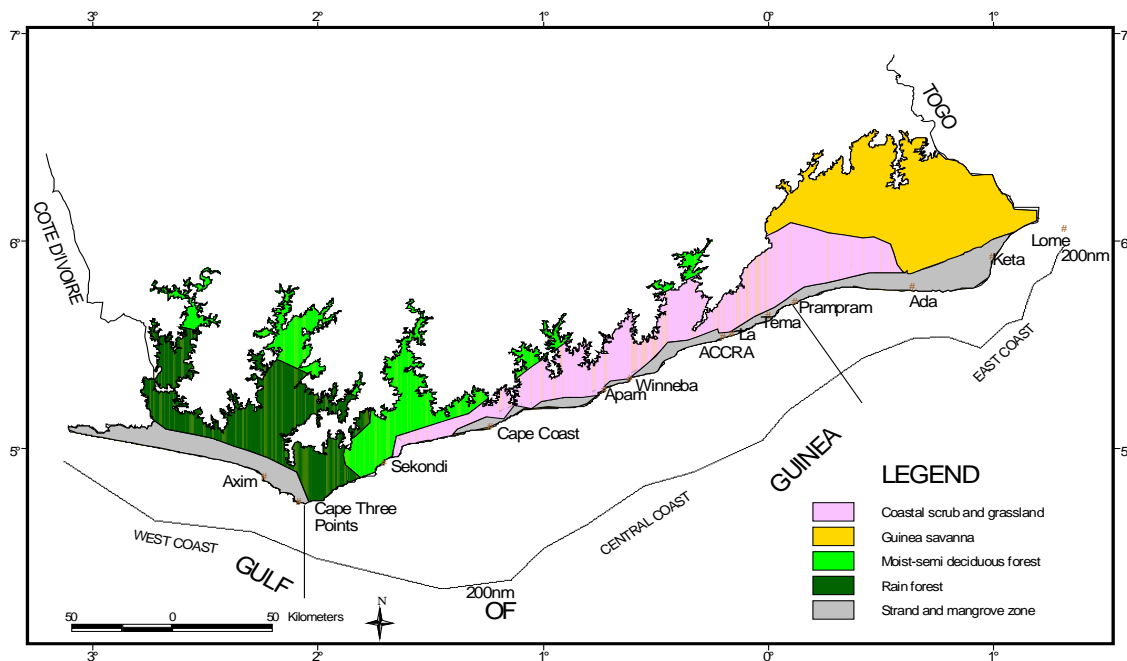 3° 2° 1° 0° 1°
7° 7°
TOGO
COTE D'IVOIRE
6° 6°
Lome
200nm
Keta
Ada
Prampram
Tema
La
ACCRA
EAST COAST
Winneba
Apam
Cape Coast
5° 5°
Sekondi
GUINEA
Axim
Cape Three
Points
CENTRAL COAST
WEST COAST
GULF
200nm
OF
LEGEND
Coastal scrub and grassland
Guinea savanna
Moist-semi deciduous forest
Rain forest
Strand and mangrove zone
50 0 50 Kilometers
N
3° 2° 1° 0° 1°